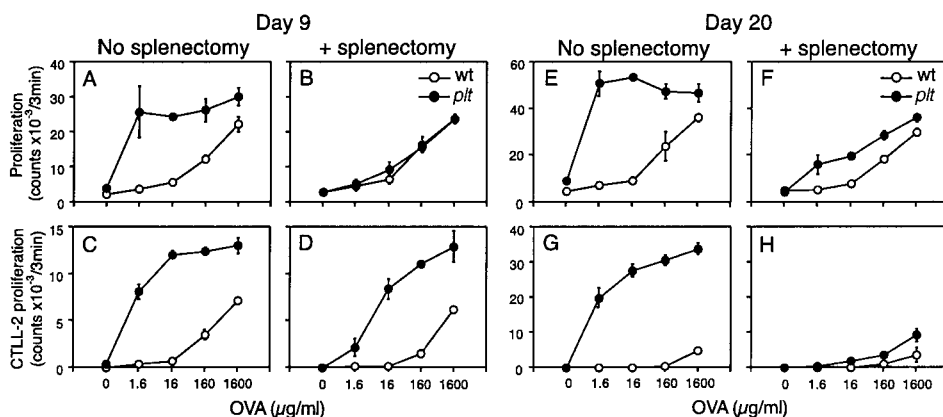 Day 9
Day 20
No splenectomy
+ splenectomy
No splenectomy
+ splenectomy
Proliferation
(counts x10⁻³/3min)
40
30
20
10
0
A
B
wt
plt
60
40
20
0
E
F
wt
plt
CTLL-2 proliferation
(counts x10⁻³/3min)
15
10
5
0
C
D
40
30
20
10
0
G
H
0 1.6 16 160 1600
0 1.6 16 160 1600
0 1.6 16 160 1600
0 1.6 16 160 1600
OVA (µg/ml)
OVA (µg/ml)